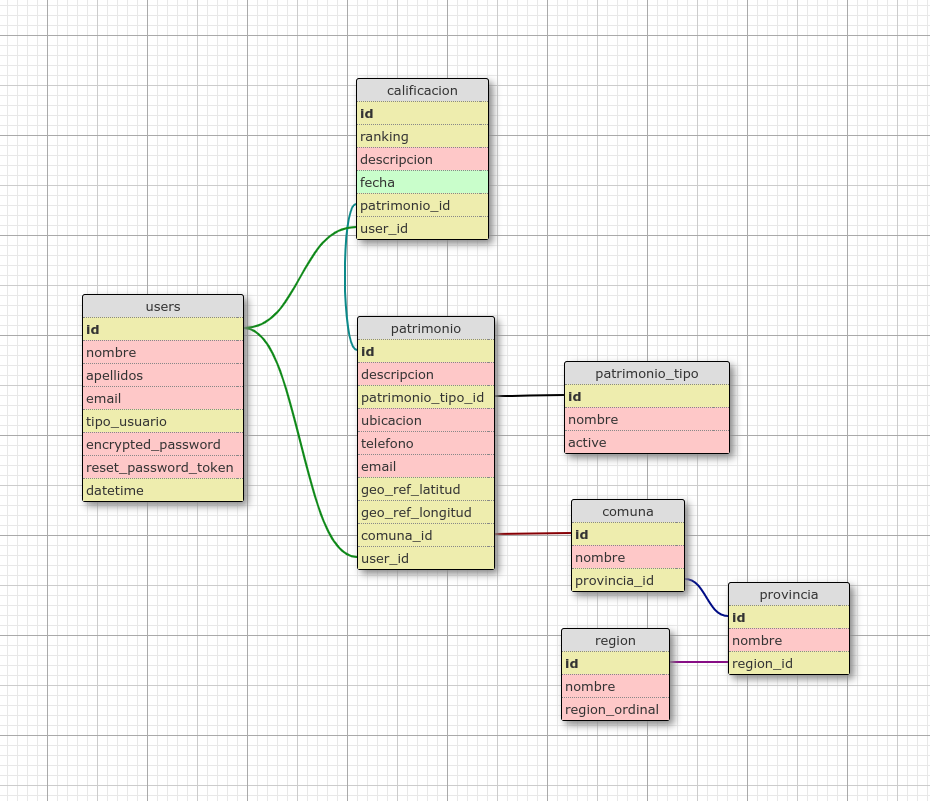 calificacion
id
ranking
descripcion
fecha
patrimonio_id
user_id
users
id
nombre
apellidos
email
tipo_usuario
encrypted_password
reset_password_token
datetime
patrimonio
id
descripcion
patrimonio_tipo_id
ubicacion
telefono
email
geo_ref_latitud
geo_ref_longitud
comuna_id
user_id
patrimonio_tipo
id
nombre
active
comuna
id
nombre
provincia_id
provincia
id
nombre
region_id
region
id
nombre
region_ordinal